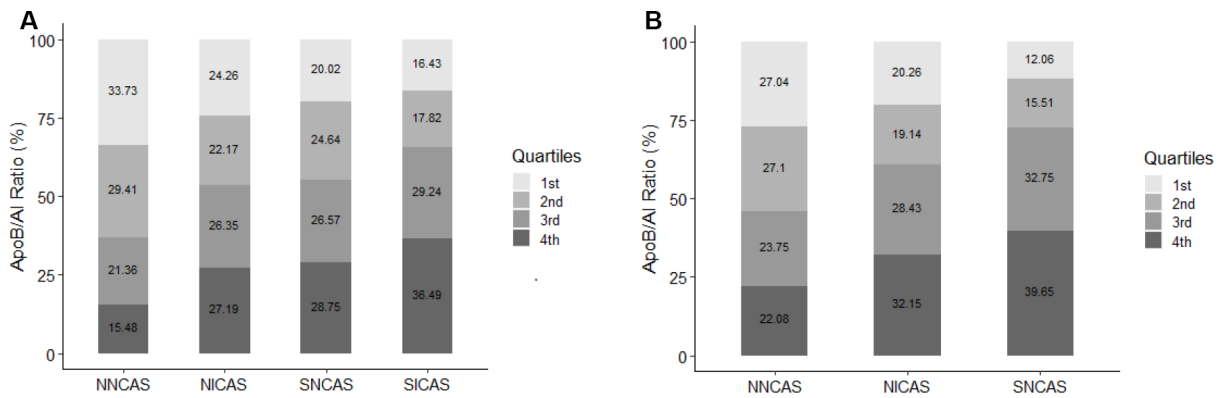 A
ApoB/AI Ratio (%)
100
75
50
25
0
33.73
29.41
21.36
15.48
24.26
22.17
26.35
27.19
20.02
24.64
26.57
28.75
16.43
17.82
29.24
36.49
NNCAS
NICAS
SNCAS
SICAS
Quartiles
1st
2nd
3rd
4th
B
ApoB/AI Ratio (%)
100
75
50
25
0
27.04
27.1
23.75
22.08
20.26
19.14
28.43
32.15
12.06
15.51
32.75
39.65
NNCAS
NICAS
SNCAS
Quartiles
1st
2nd
3rd
4th